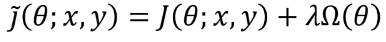 j̃(θ; x, y) = J(θ; x, y) + λΩ(θ)